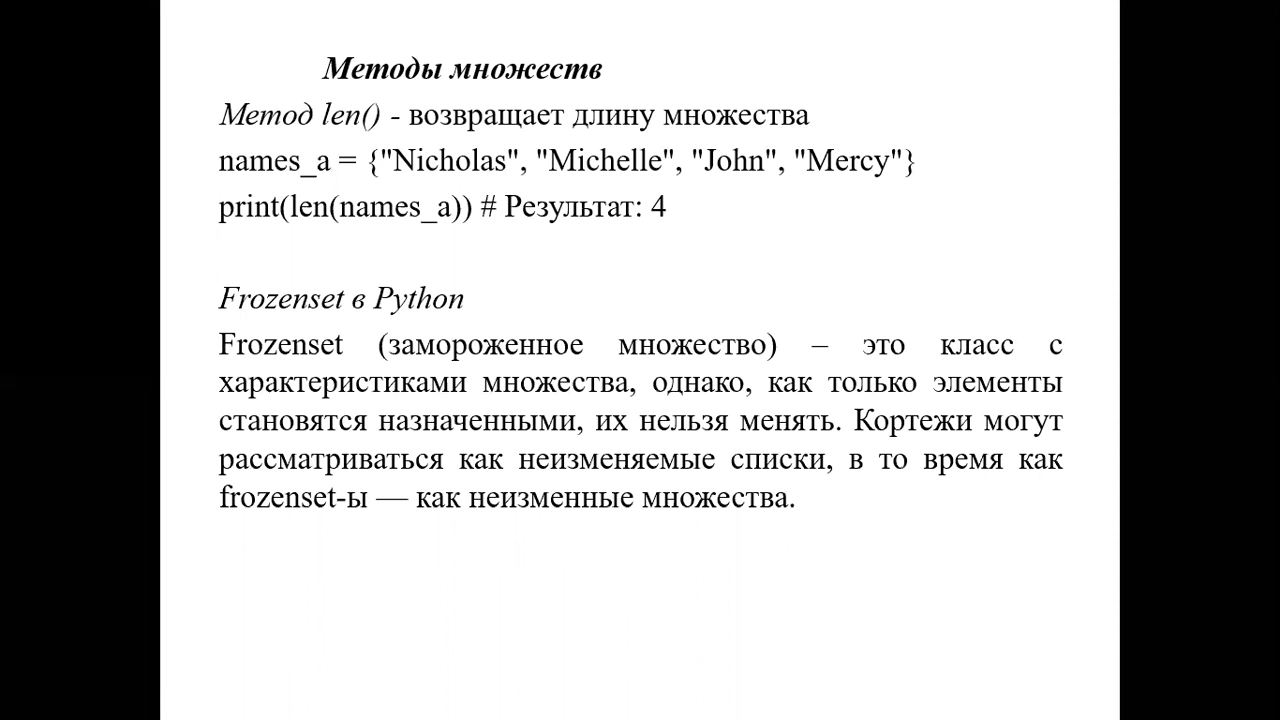 Методы множеств
Метод len() - возвращает длину множества
names_a = {"Nicholas", "Michelle", "John", "Mercy"}
print(len(names_a)) # Результат: 4
Frozenset в Python
Frozenset (замороженное множество) – это класс с
характеристиками множества, однако, как только элементы
становятся назначенными, их нельзя менять. Кортежи могут
рассматриваться как неизменяемые списки, в то время как
frozenset-ы — как неизменные множества.